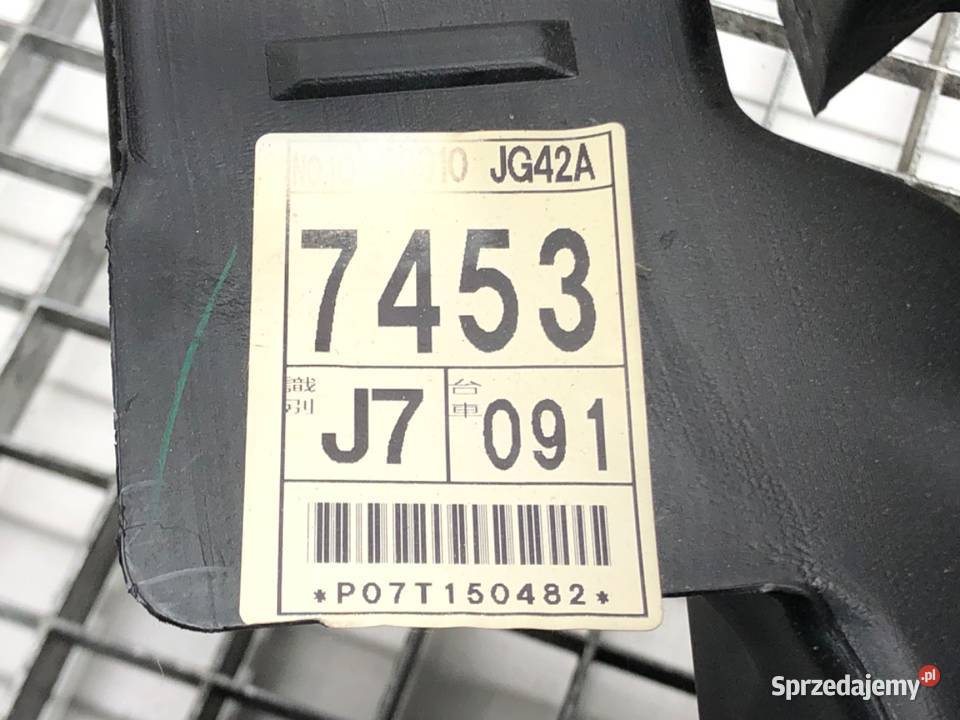 JG42A
7453
識別 J7 台車 091
*P07T150482*
Sprzedajemy.pl